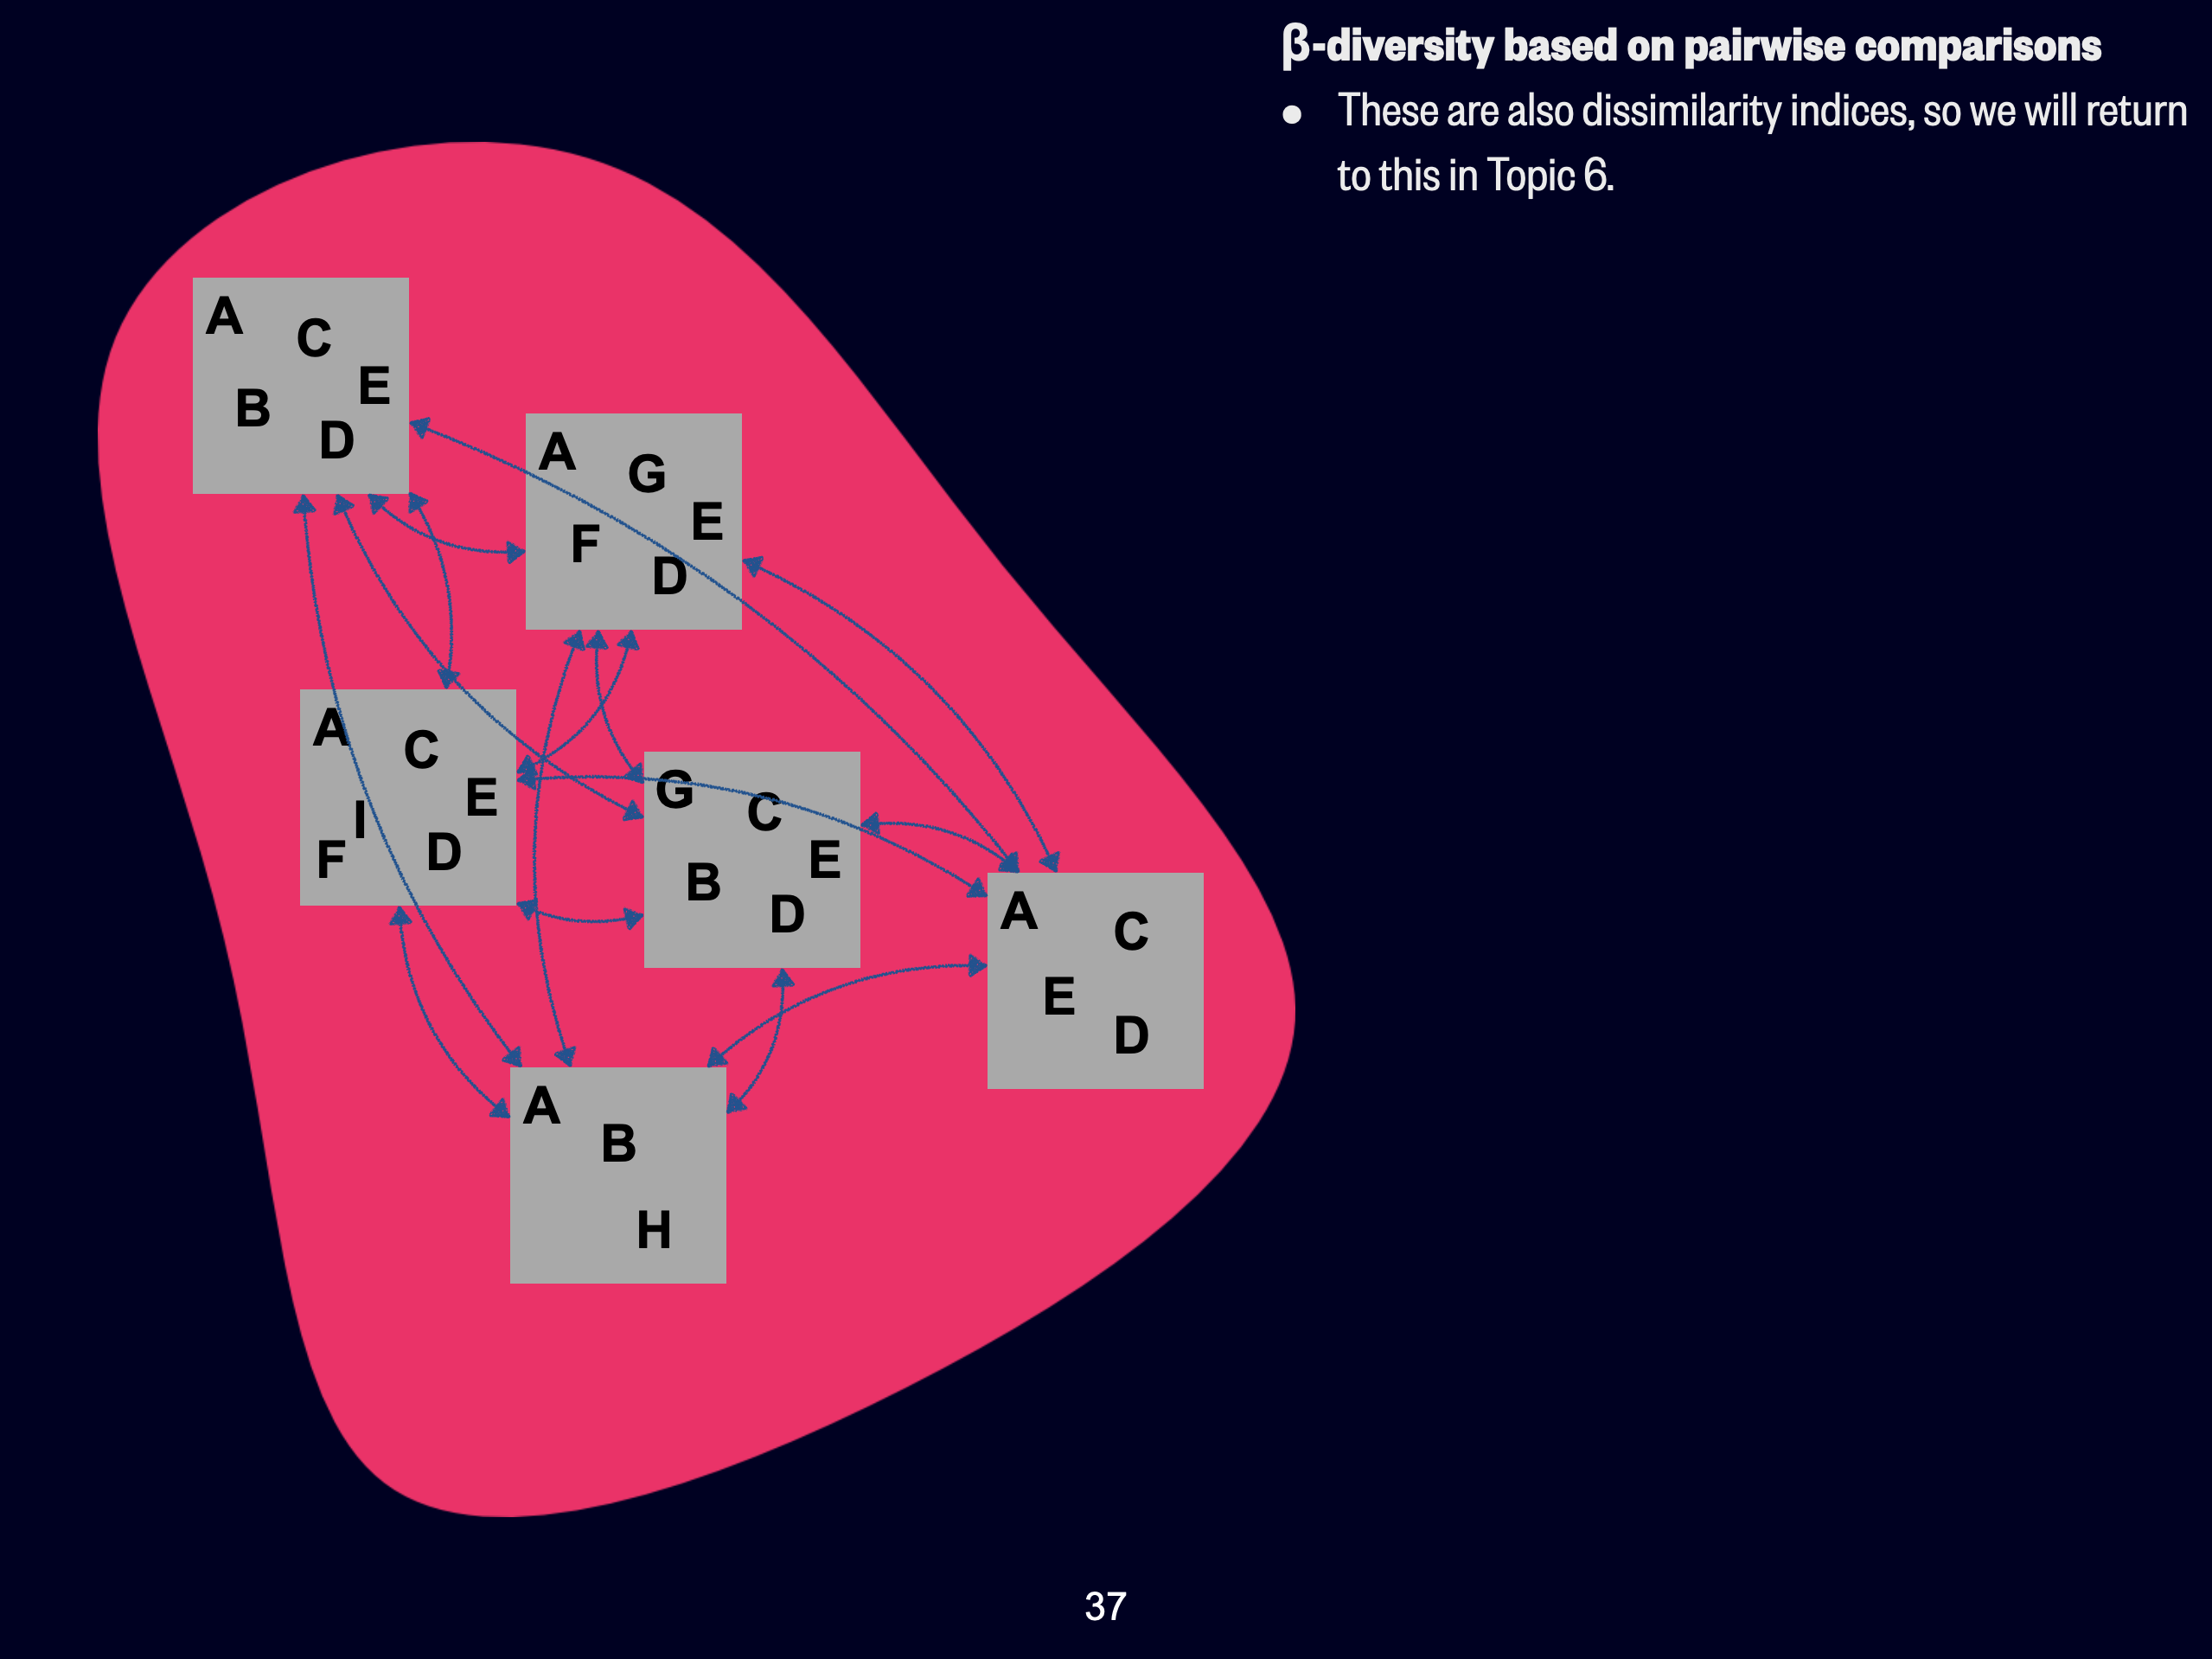 β-diversity based on pairwise comparisons
● These are also dissimilarity indices, so we will return
to this in Topic 6.
A C
E
B
D
A G
E
F
D
A C
E
I
F D
G C
E
B
D
A C
E
D
A
B
H
37